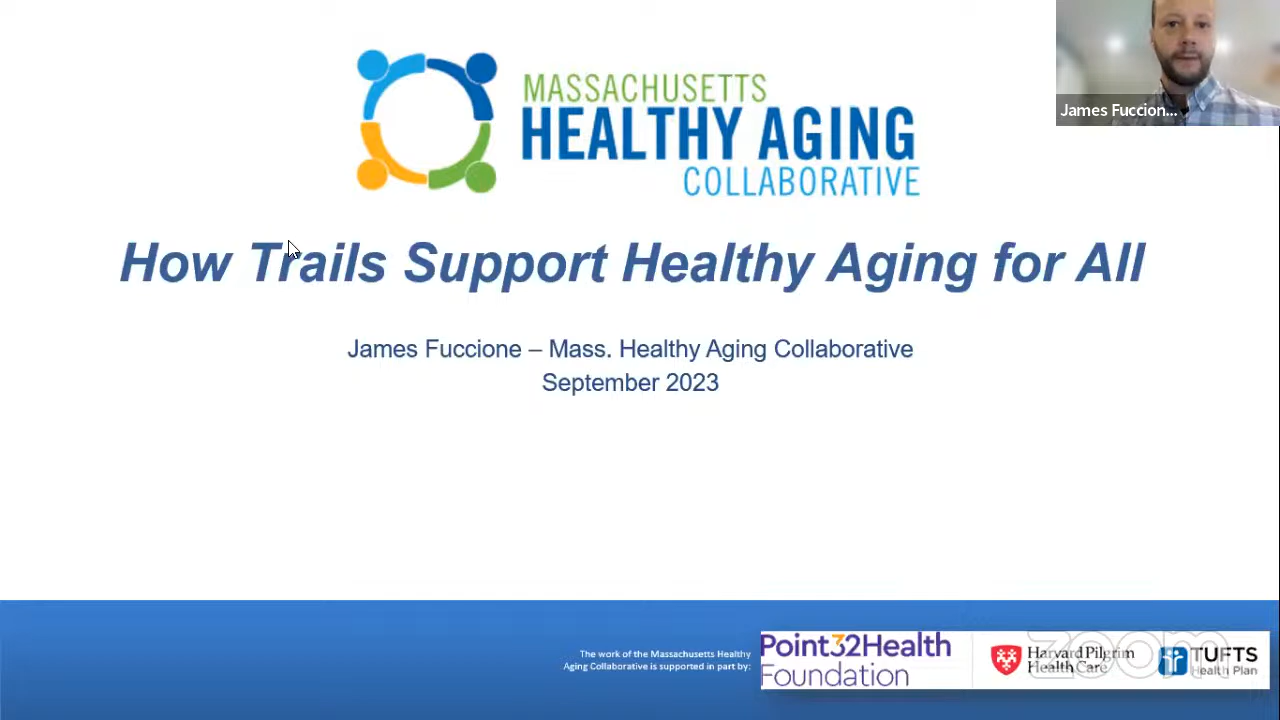 MASSACHUSETTS
HEALTHY AGING
COLLABORATIVE
James Fuccion...
How Trails Support Healthy Aging for All
James Fuccione – Mass. Healthy Aging Collaborative
September 2023
The work of the Massachusetts Healthy
Aging Collaborative is supported in part by:
Point32Health
Foundation
Harvard Pilgrim
Health Care
TUFTS
Health Plan
zoom